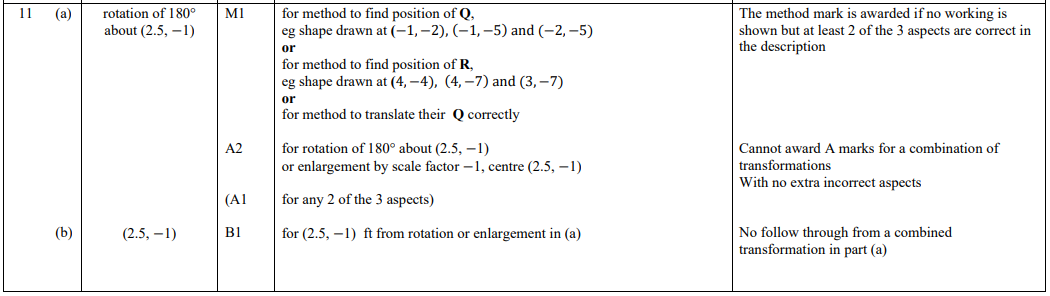 11 (a) rotation of 180° about (2.5, −1)
M1
for method to find position of Q,
eg shape drawn at (−1, −2), (−1, −5) and (−2, −5)
or
for method to find position of R,
eg shape drawn at (4, −4), (4, −7) and (3, −7)
or
for method to translate their Q correctly
The method mark is awarded if no working is
shown but at least 2 of the 3 aspects are correct in
the description
A2
for rotation of 180° about (2.5, −1)
or enlargement by scale factor −1, centre (2.5, −1)
Cannot award A marks for a combination of
transformations
With no extra incorrect aspects
(A1 for any 2 of the 3 aspects)
(b) (2.5, −1) B1 for (2.5, −1) ft from rotation or enlargement in (a)
No follow through from a combined
transformation in part (a)